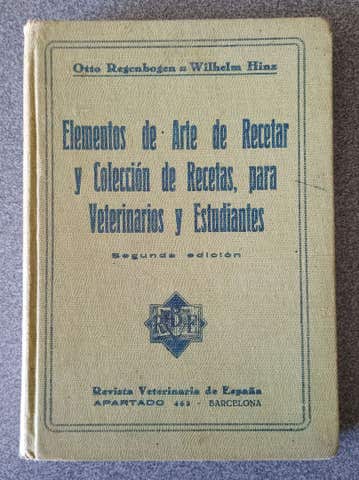 Otto Regenbogen = Wilhelm Hinz
Elementos de Arte de Recetar
y Colección de Recetas, para
Veterinarios y Estudiantes
Segunda edición
R D E
Revista Veterinaria de España
APARTADO 463 - BARCELONA